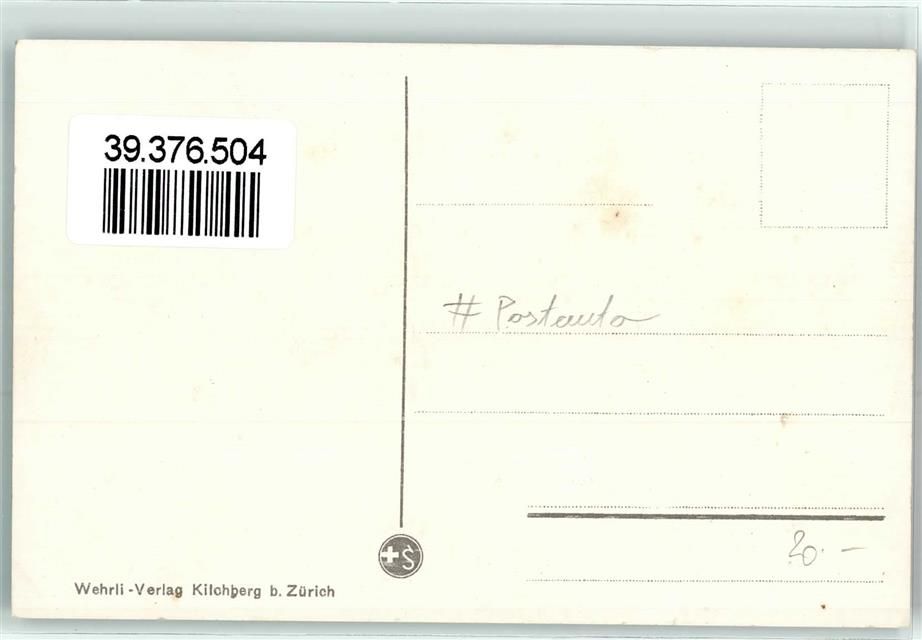 39.376.504
# Postauto
20.-
Wehrli-Verlag Kilchberg b. Zürich